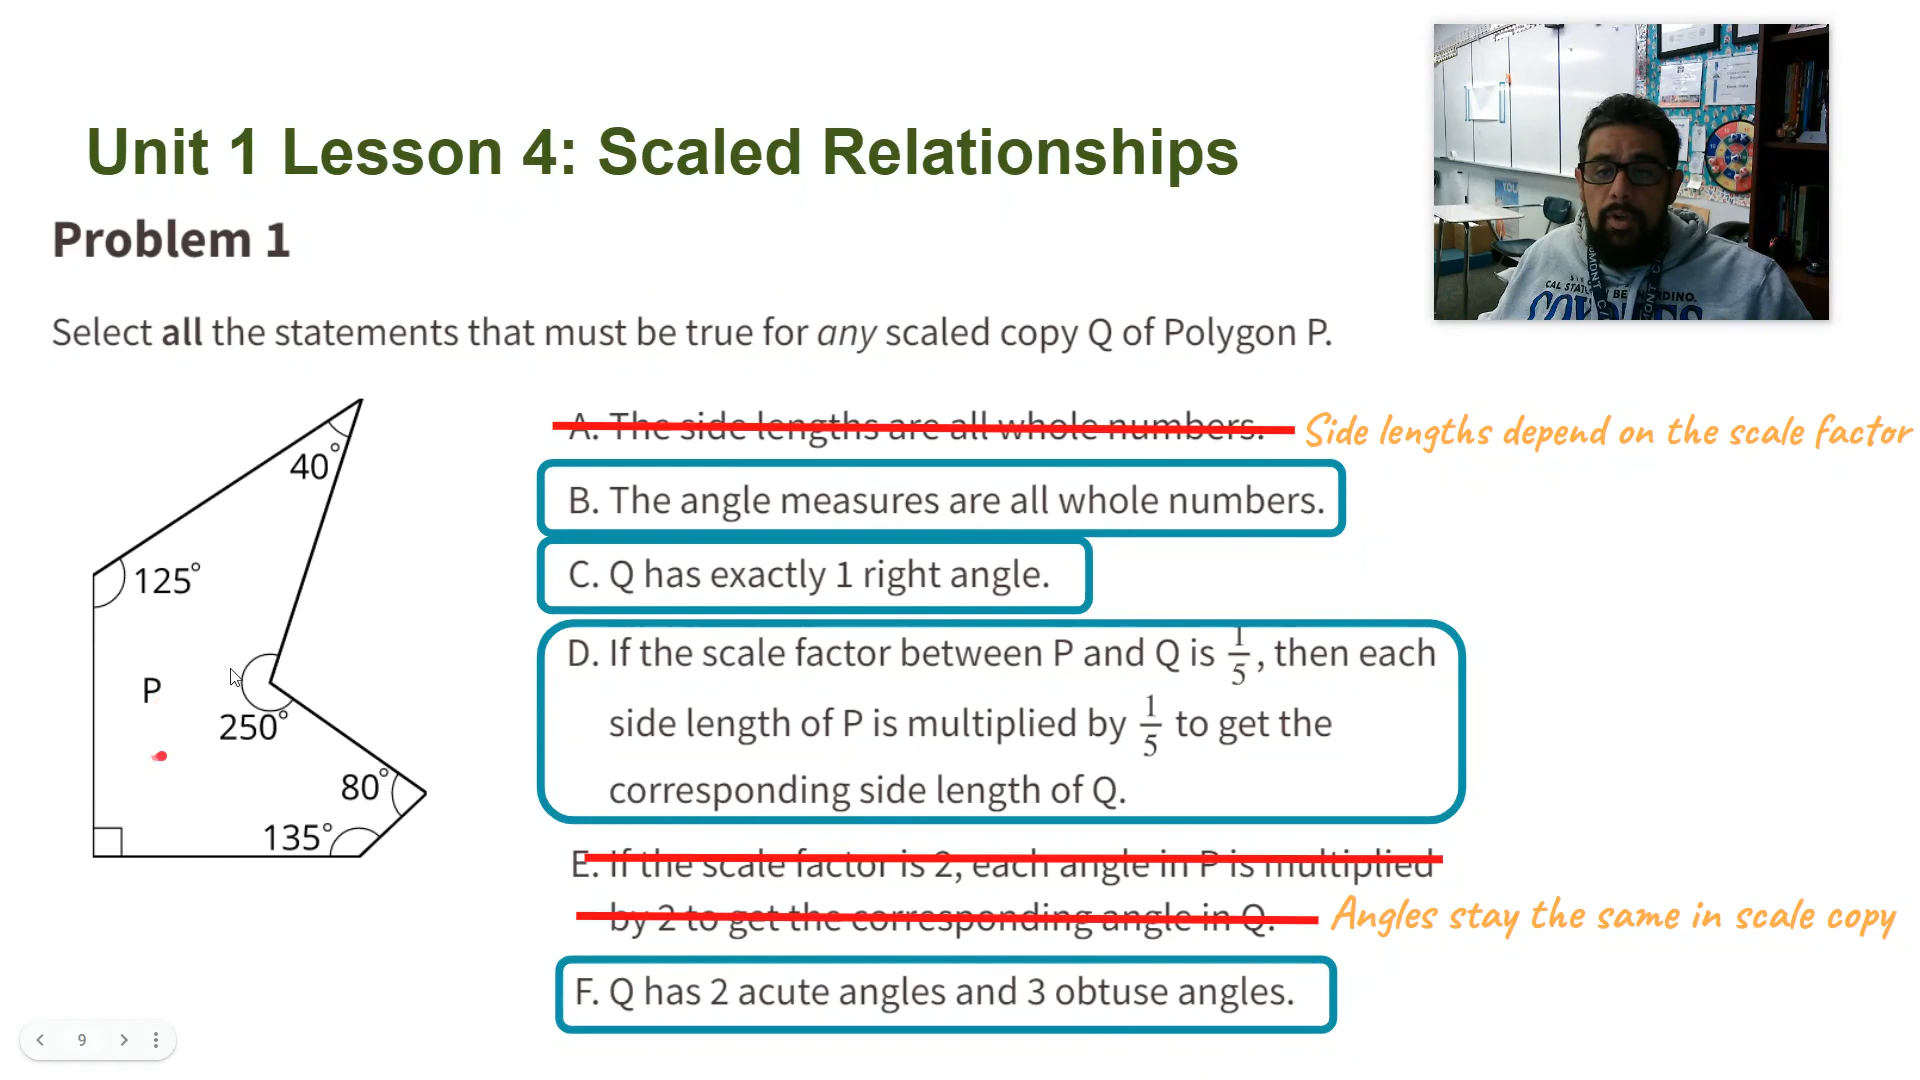 Unit 1 Lesson 4: Scaled Relationships
Problem 1
Select all the statements that must be true for any scaled copy Q of Polygon P.
40°
125°
P
250°
80°
135°
A. The side lengths are all whole numbers. Side lengths depend on the scale factor
B. The angle measures are all whole numbers.
C. Q has exactly 1 right angle.
D. If the scale factor between P and Q is 1/5, then each
side length of P is multiplied by 1/5 to get the
corresponding side length of Q.
E. If the scale factor is 2, each angle in P is multiplied
by 2 to get the corresponding angle in Q. Angles stay the same in scale copy
F. Q has 2 acute angles and 3 obtuse angles.
9
CAL STAT